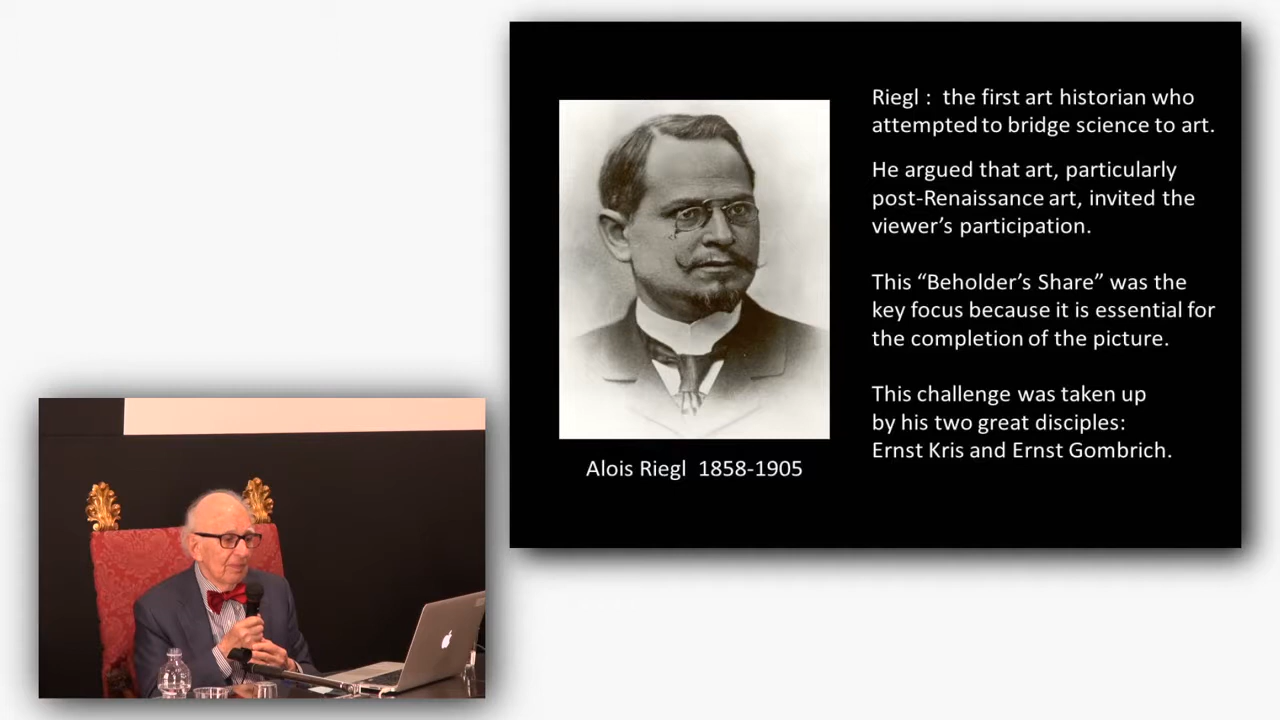 Riegl : the first art historian who
attempted to bridge science to art.
He argued that art, particularly
post-Renaissance art, invited the
viewer’s participation.
This “Beholder’s Share” was the
key focus because it is essential for
the completion of the picture.
This challenge was taken up
by his two great disciples:
Ernst Kris and Ernst Gombrich.
Alois Riegl 1858-1905